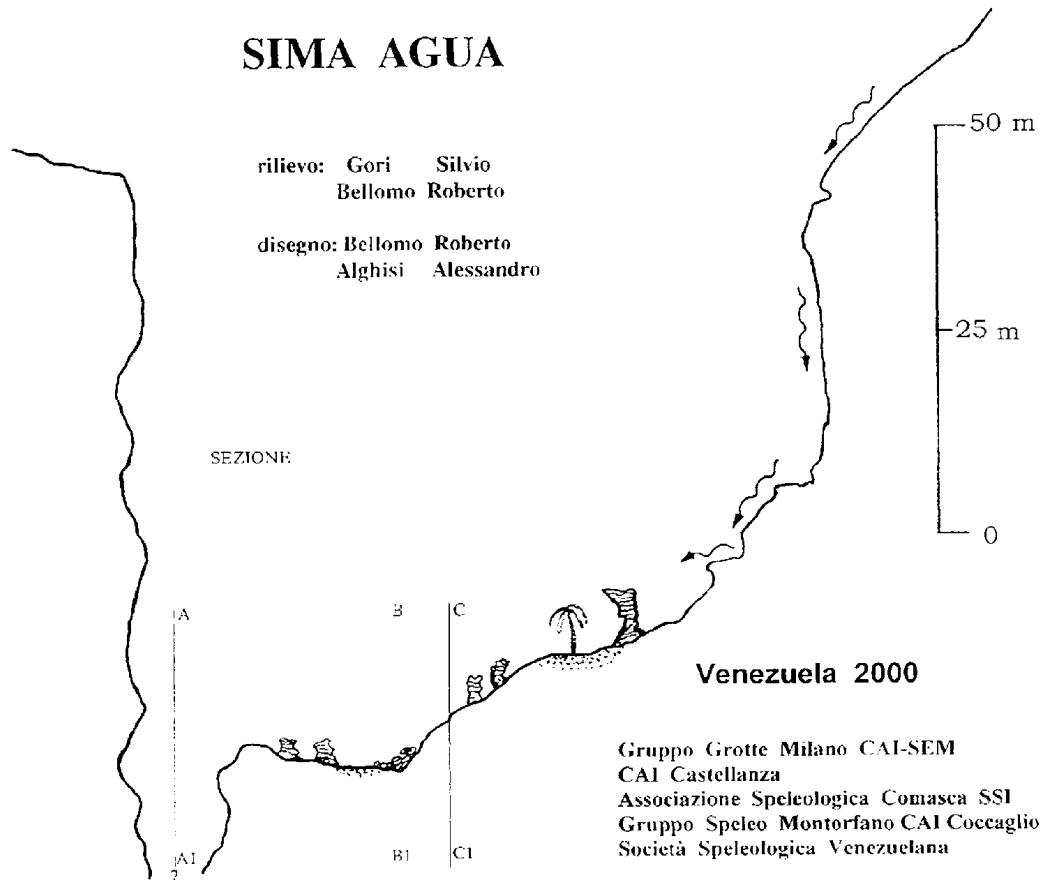 SIMA AGUA
rilievo: Gori Silvio
Bellomo Roberto
disegno: Bellomo Roberto
Alghisi Alessandro
50 m
25 m
0
SEZIONE
A
B
C
A1
B1
C1
?
Venezuela 2000
Gruppo Grotte Milano CAI-SEM
CAI Castellanza
Associazione Speleologica Comasca SSI
Gruppo Speleo Montorfano CAI Coccaglio
Società Speleologica Venezuelana